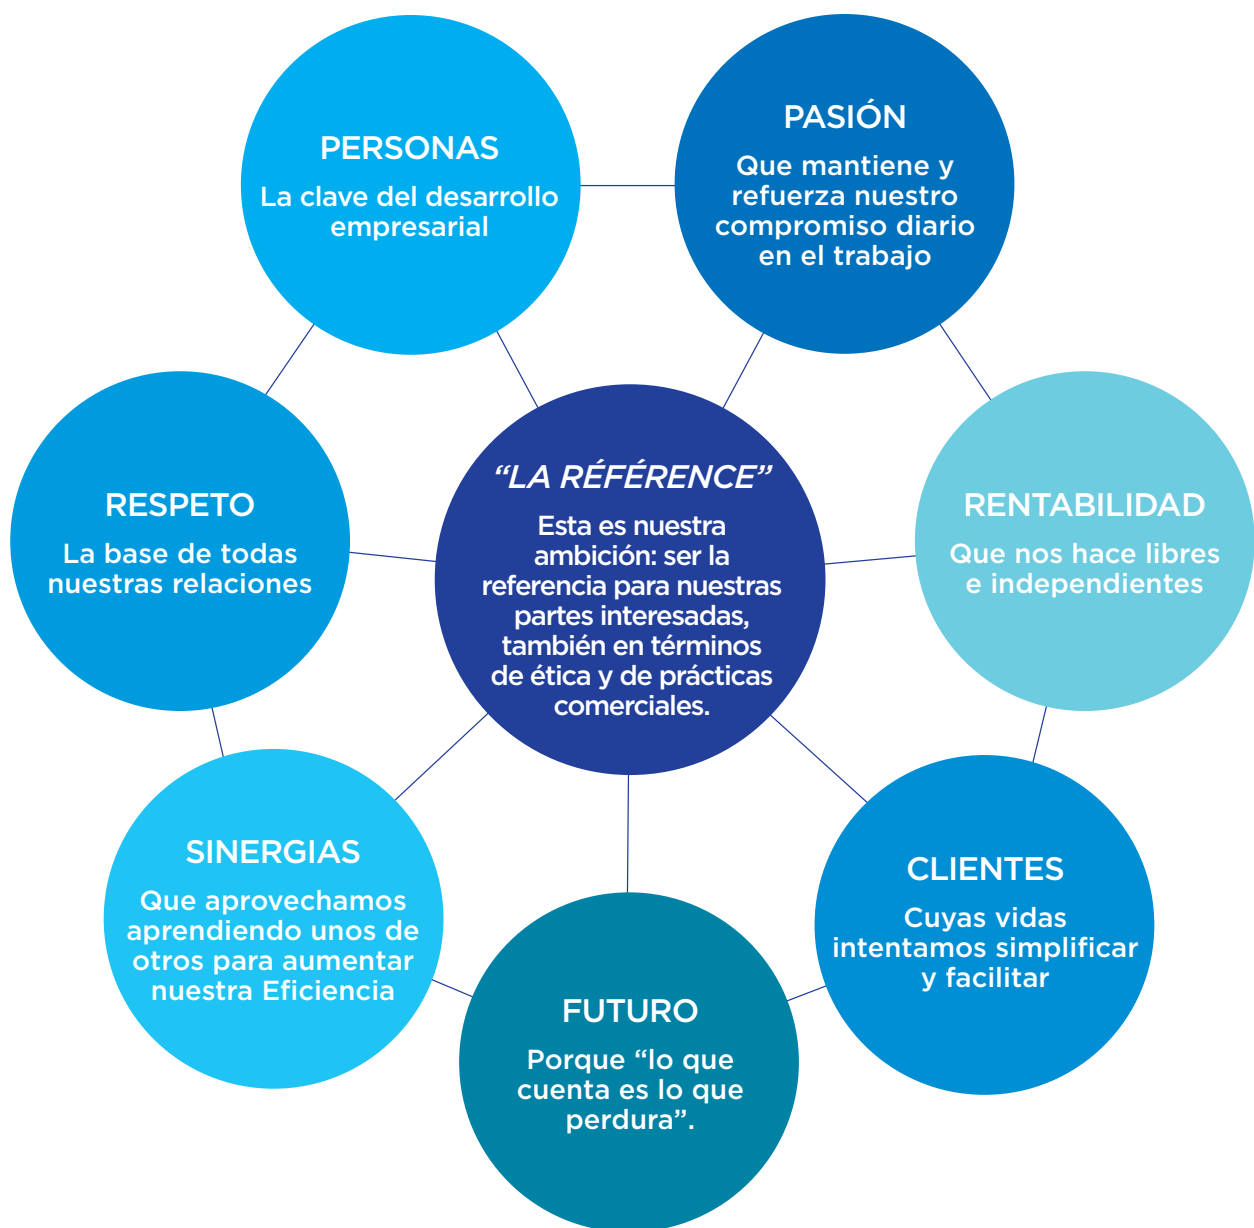 PERSONAS
La clave del desarrollo
empresarial
PASIÓN
Que mantiene y
refuerza nuestro
compromiso diario
en el trabajo
RESPETO
La base de todas
nuestras relaciones
“LA RÉFÉRENCE”
Esta es nuestra
ambición: ser la
referencia para nuestras
partes interesadas,
también en términos
de ética y de prácticas
comerciales.
RENTABILIDAD
Que nos hace libres
e independientes
SINERGIAS
Que aprovechamos
aprendiendo unos de
otros para aumentar
nuestra Eficiencia
CLIENTES
Cuyas vidas
intentamos simplificar
y facilitar
FUTURO
Porque “lo que
cuenta es lo que
perdura”.